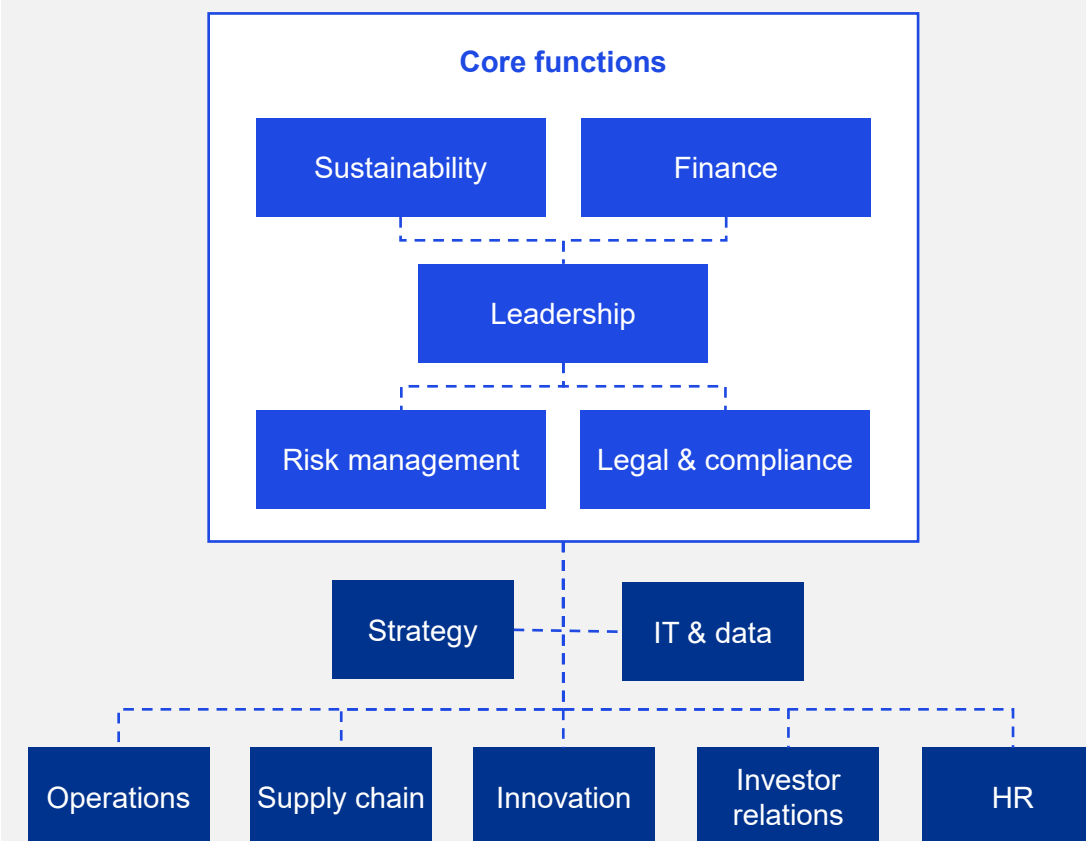 Core functions
Sustainability
Finance
Leadership
Risk management
Legal & compliance
Strategy
IT & data
Operations
Supply chain
Innovation
Investor
relations
HR